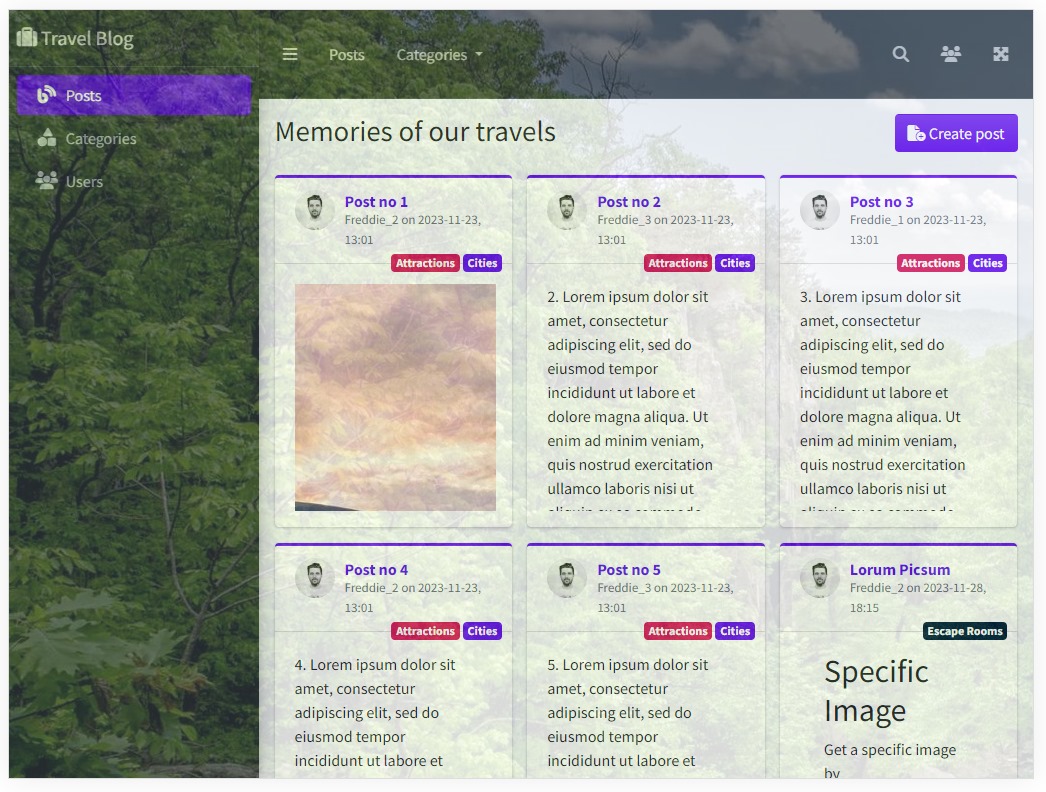 Travel Blog
Posts
Categories
Users
Posts
Categories
Memories of our travels
Create post
Post no 1
Freddie_2 on 2023-11-23,
13:01
Attractions
Cities
Post no 2
Freddie_3 on 2023-11-23,
13:01
Attractions
Cities
2. Lorem ipsum dolor sit
amet, consectetur
adipiscing elit, sed do
eiusmod tempor
incididunt ut labore et
dolore magna aliqua. Ut
enim ad minim veniam,
quis nostrud exercitation
ullamco laboris nisi ut
Post no 3
Freddie_1 on 2023-11-23,
13:01
Attractions
Cities
3. Lorem ipsum dolor sit
amet, consectetur
adipiscing elit, sed do
eiusmod tempor
incididunt ut labore et
dolore magna aliqua. Ut
enim ad minim veniam,
quis nostrud exercitation
ullamco laboris nisi ut
Post no 4
Freddie_2 on 2023-11-23,
13:01
Attractions
Cities
4. Lorem ipsum dolor sit
amet, consectetur
adipiscing elit, sed do
eiusmod tempor
incididunt ut labore et
Post no 5
Freddie_3 on 2023-11-23,
13:01
Attractions
Cities
5. Lorem ipsum dolor sit
amet, consectetur
adipiscing elit, sed do
eiusmod tempor
incididunt ut labore et
Lorum Picsum
Freddie_2 on 2023-11-28,
18:15
Escape Rooms
Specific
Image
Get a specific image
by